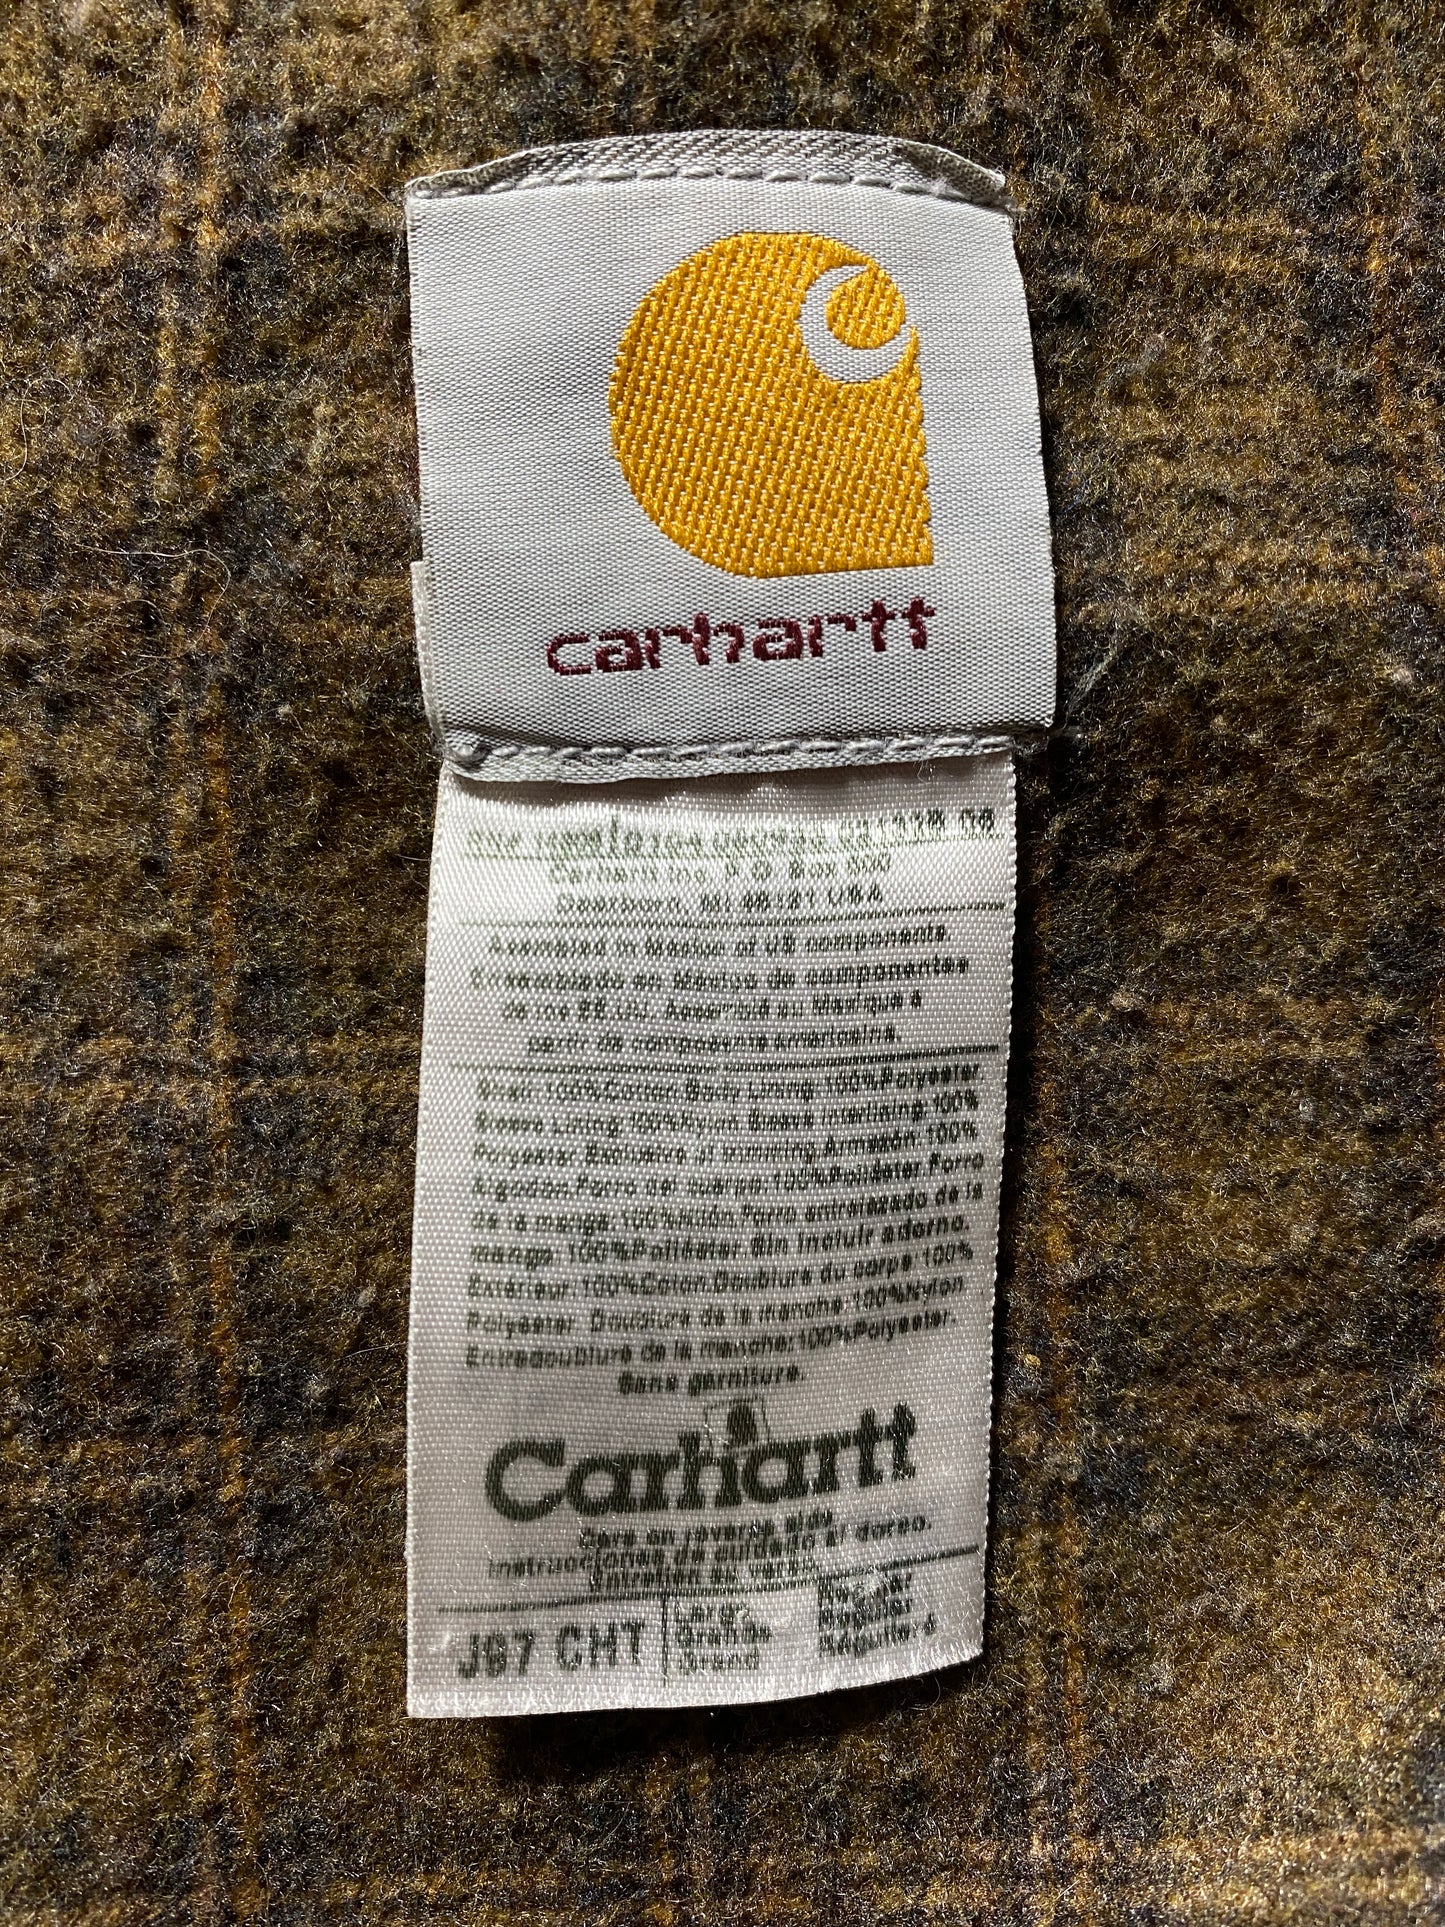 carhartt
Carhartt Inc. P.O. Box 600
Dearborn, MI 48121 USA
Assembled in Mexico of US components
Ensamblado en Mexico de componentes
de los EE.UU. Assemblé au Mexique a
partir de composants américains.
Shell:100%Cotton.Body Lining:100%Polyester
Sleeve Lining:100%Nylon Sleeve interlining:100%
Polyester Exclusive of trimming Armazón:100%
Algodón.Forro del cuerpo:100%Poliéster.Forro
de la manga:100%Nilón.Forro entrelazado de la
manga:100%Poliéster.Sin incluir adorno.
Extérieur:100%Coton.Doublure du corps:100%
Polyester. Doublure de la manche:100%Nylon
Entredoublure de la manche:100%Polyester.
Sans garniture.
Carhartt
Care on reverse side
Instrucciones de cuidado al dorso.
Entretien au verso
J97 CHT
Large
Grande
Grand
Regular
Regular
Régulier